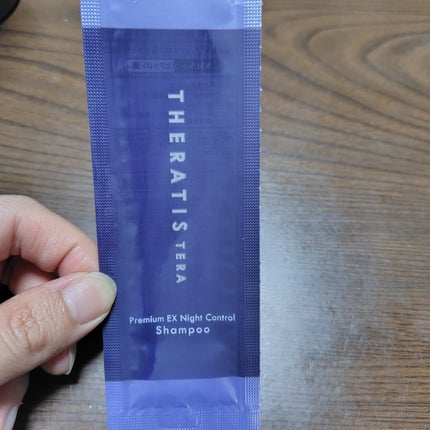 THERATIS TERA
Premium EX Night Control
Shampoo